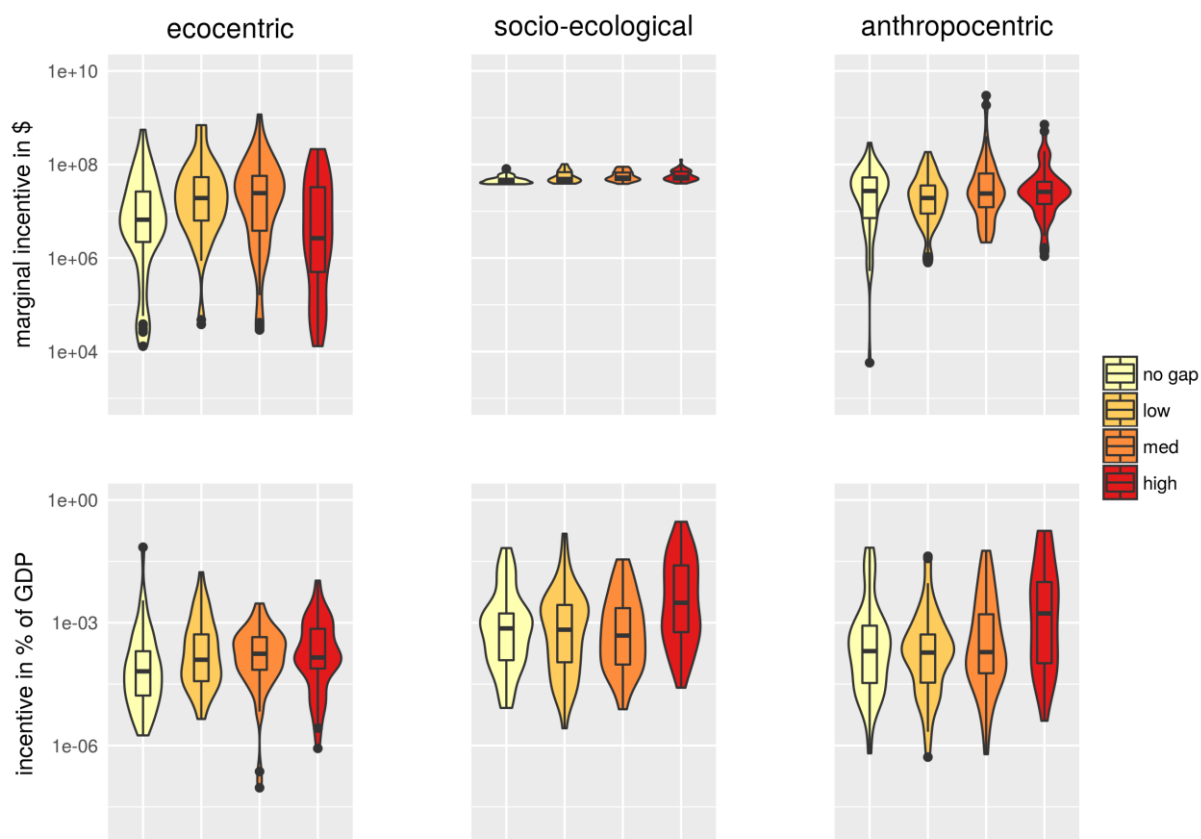 ecocentric
socio-ecological
anthropocentric
marginal incentive in $
1e+10
1e+08
1e+06
1e+04
no gap
low
med
high
incentive in % of GDP
1e+00
1e-03
1e-06